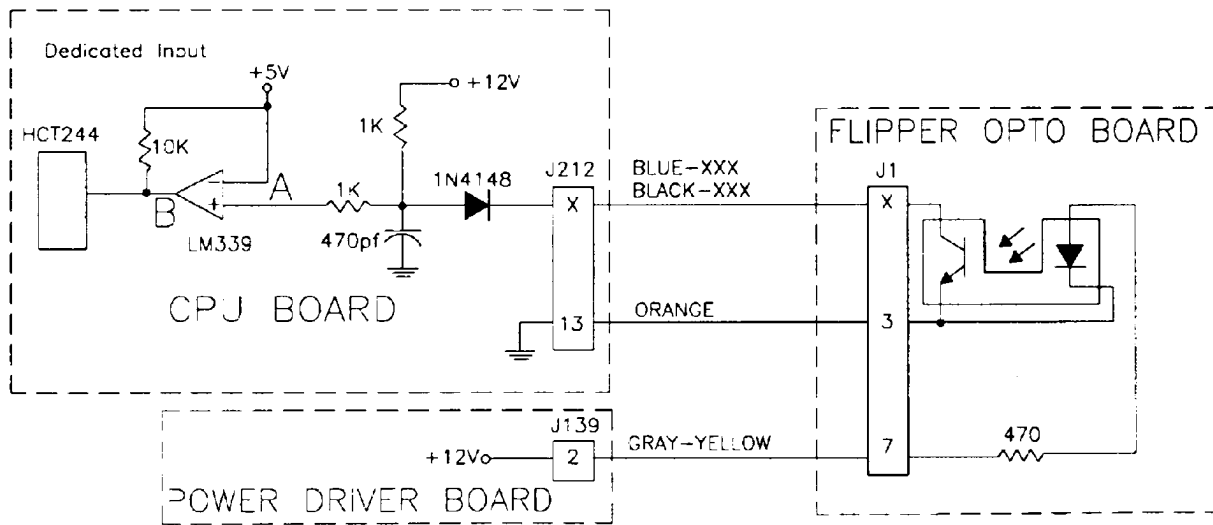 Dedicated Input
+5V
+12V
HCT244
10K
1K
A
B
1K
1N4148
LM339
470pf
CPU BOARD
J212
X
13
BLUE-XXX
BLACK-XXX
ORANGE
FLIPPER OPTO BOARD
J1
X
3
7
470
J139
+12V
2
GRAY-YELLOW
POWER DRIVER BOARD